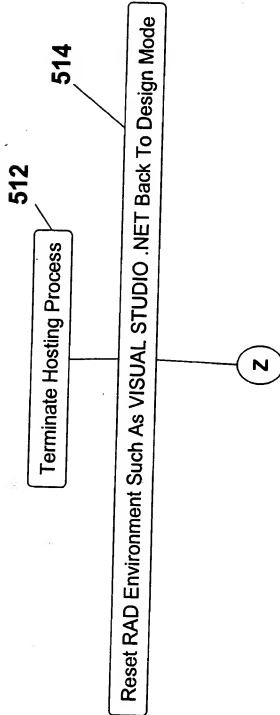 512
Terminate Hosting Process
514
Reset RAD Environment Such As VISUAL STUDIO .NET Back To Design Mode
Z